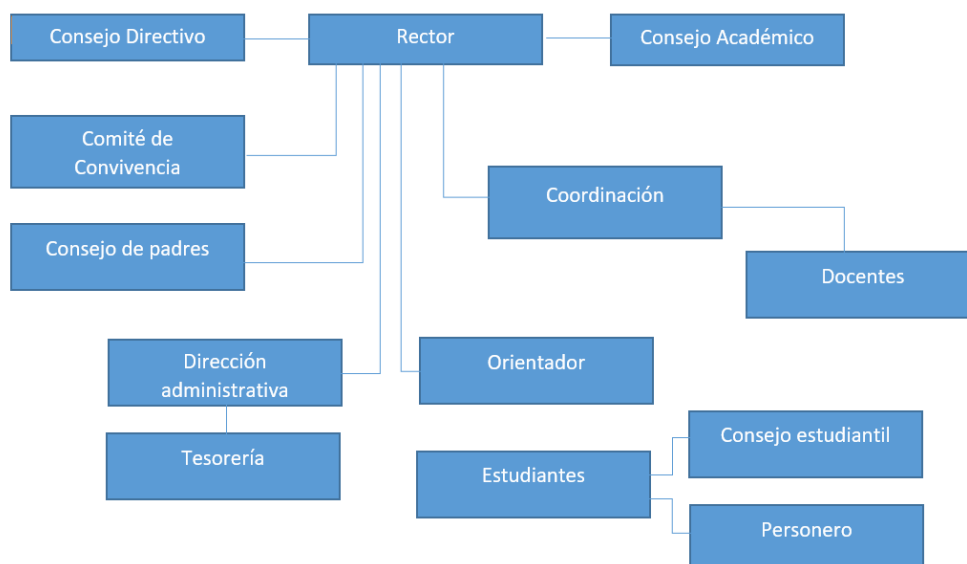 Consejo Directivo
Rector
Consejo Académico
Comité de
Convivencia
Coordinación
Consejo de padres
Docentes
Dirección
administrativa
Orientador
Tesorería
Consejo estudiantil
Estudiantes
Personero